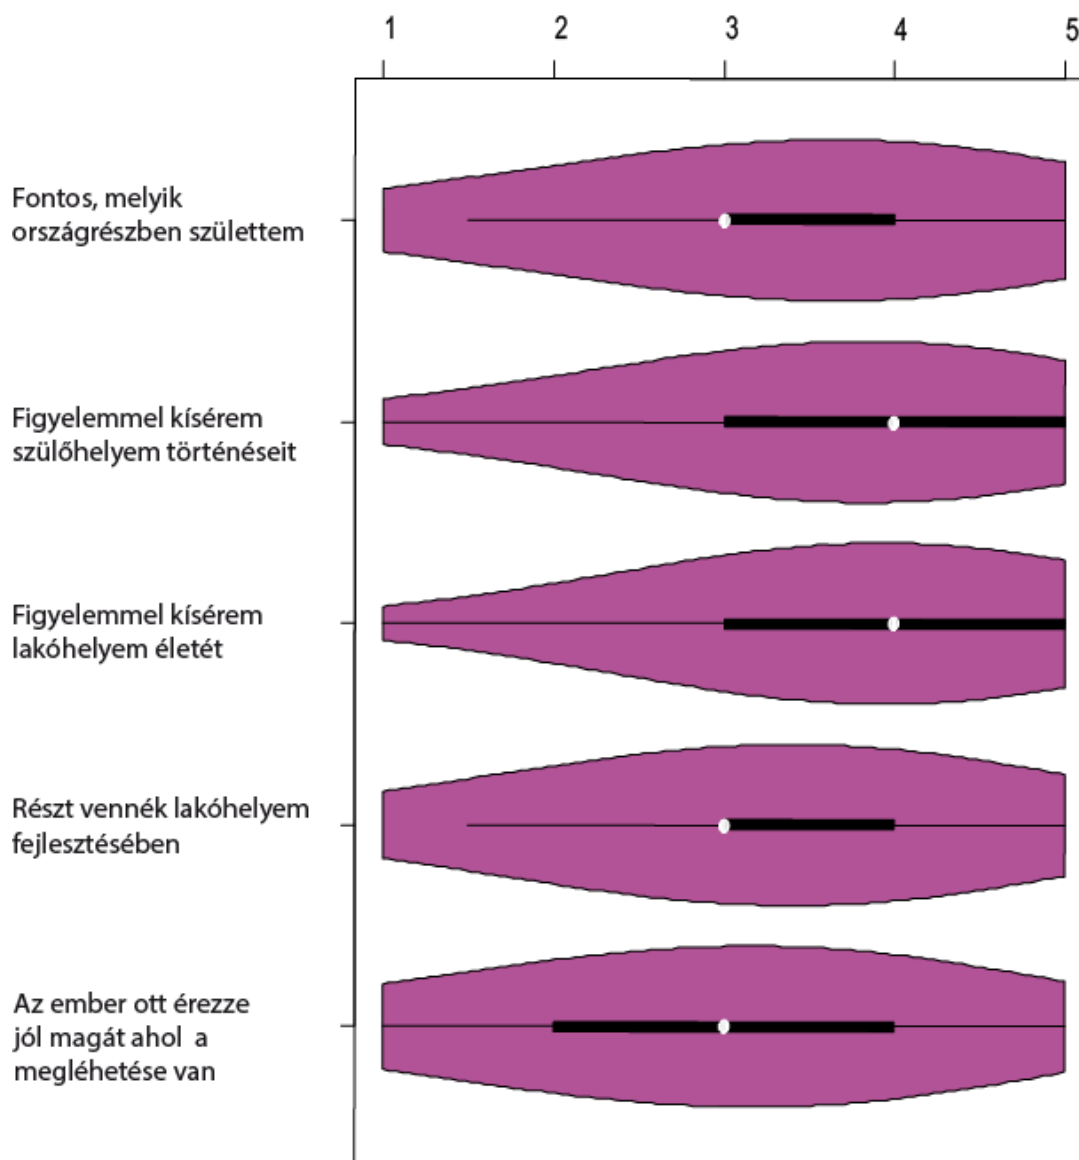 1 2 3 4 5
Fontos, melyik
országrészben születtem
Figyelemmel kísérem
szülőhelyem történéseit
Figyelemmel kísérem
lakóhelyem életét
Részt vennék lakóhelyem
fejlesztésében
Az ember ott érezze
jól magát ahol a
megléhetése van